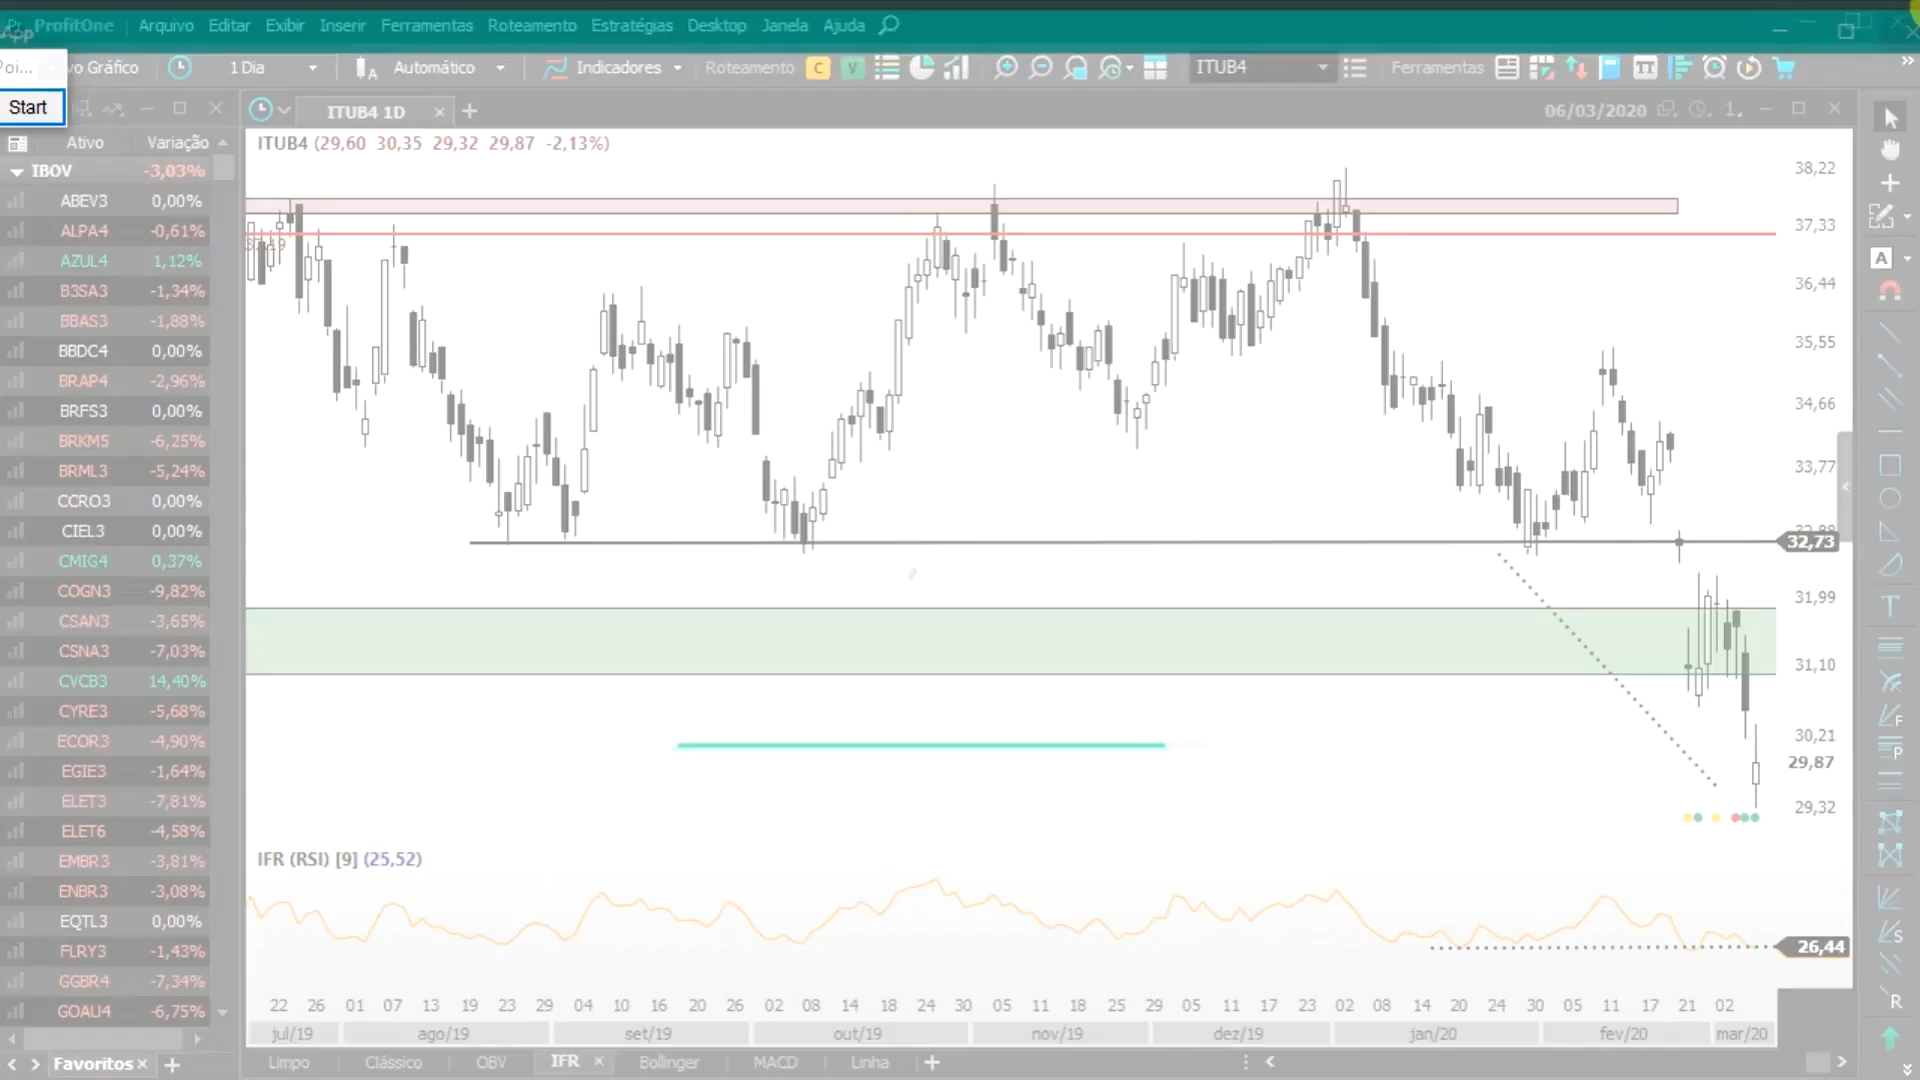 ProfitOne Arquivo Editar Exibir Inserir Ferramentas Roteamento Estratégias Desktop Janela Ajuda
App
Poi... vo Gráfico 1 Dia Automático Indicadores Roteamento C V ITUB4 Ferramentas
Start
ITUB4 1D 06/03/2020
Ativo Variação
ITUB4 (29,60 30,35 29,32 29,87 -2,13%)
IBOV -3,03%
ABEV3 0,00%
ALPA4 -0,61%
AZUL4 1,12%
B3SA3 -1,34%
BBAS3 -1,88%
BBDC4 0,00%
BRAP4 -2,96%
BRFS3 0,00%
BRKM5 -6,25%
BRML3 -5,24%
CCRO3 0,00%
CIEL3 0,00%
CMIG4 0,37%
COGN3 -9,82%
CSAN3 -3,65%
CSNA3 -7,03%
CVCB3 14,40%
CYRE3 -5,68%
ECOR3 -4,90%
EGIE3 -1,64%
ELET3 -7,81%
ELET6 -4,58%
EMBR3 -3,81%
ENBR3 -3,08%
EQTL3 0,00%
FLRY3 -1,43%
GGBR4 -7,34%
GOAU4 -6,75%
38,22
37,33
36,44
35,55
34,66
33,77
32,73
31,99
31,10
30,21
29,87
29,32
IFR (RSI) [9] (25,52)
26,44
22 26 01 07 13 19 23 29 04 10 16 20 26 02 08 14 18 24 30 05 11 18 25 29 05 11 17 23 02 08 14 20 24 30 05 11 17 21 02
jul/19 ago/19 set/19 out/19 nov/19 dez/19 jan/20 fev/20 mar/20
Favoritos Limpo Clássico OBV IFR Bollinger MACD Linha